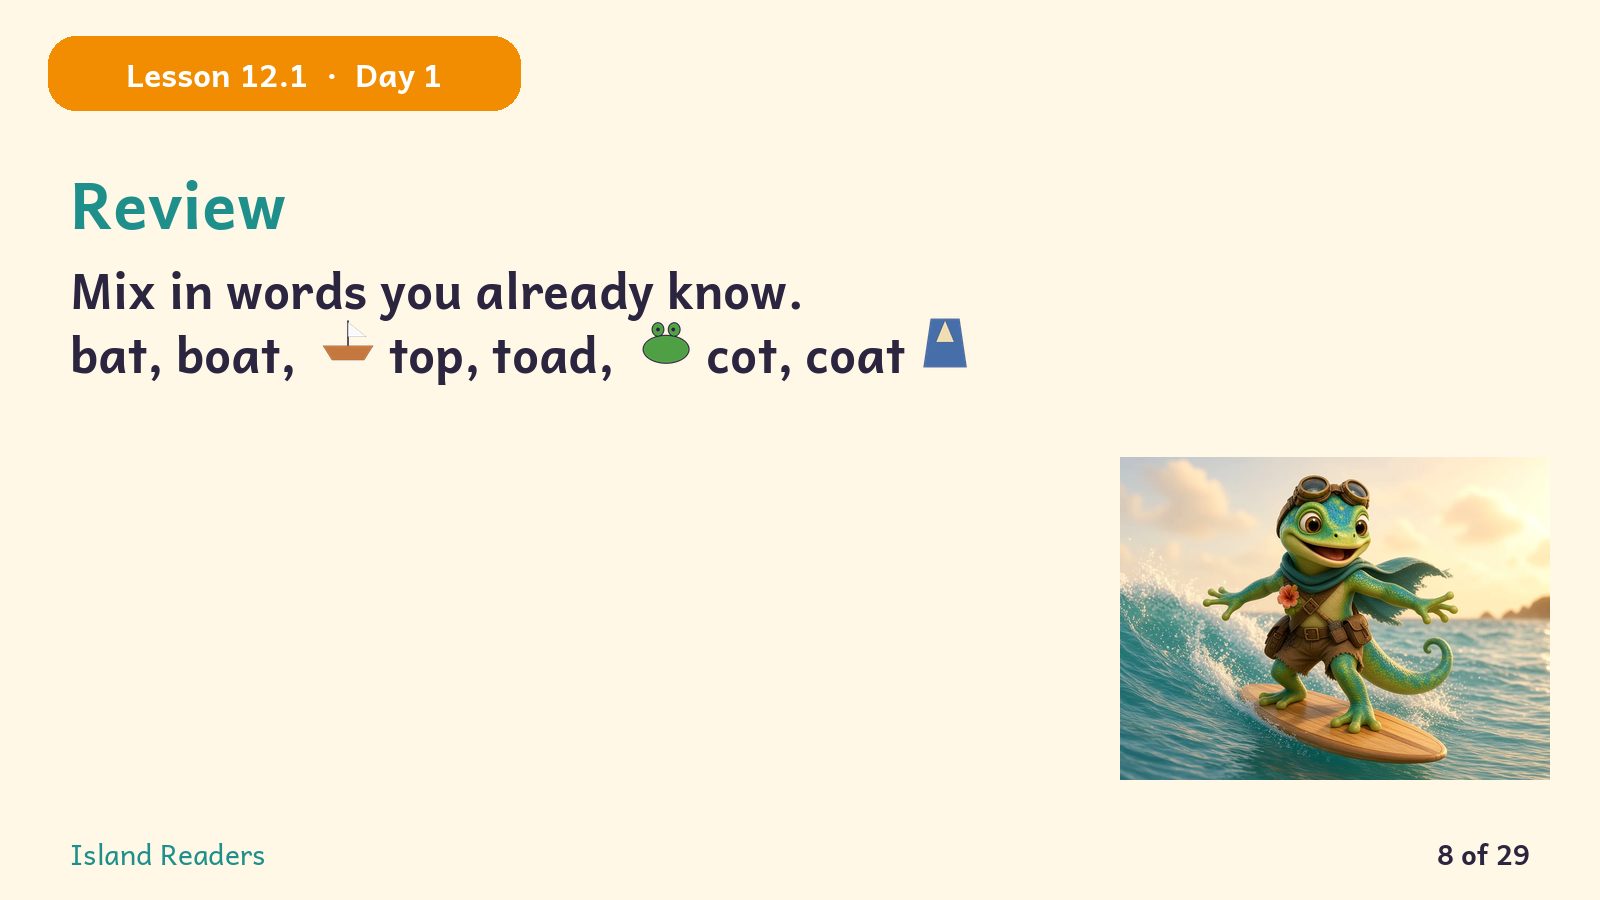 Lesson 12.1 · Day 1
Review
Mix in words you already know.
bat, boat, top, toad, cot, coat
Island Readers
8 of 29